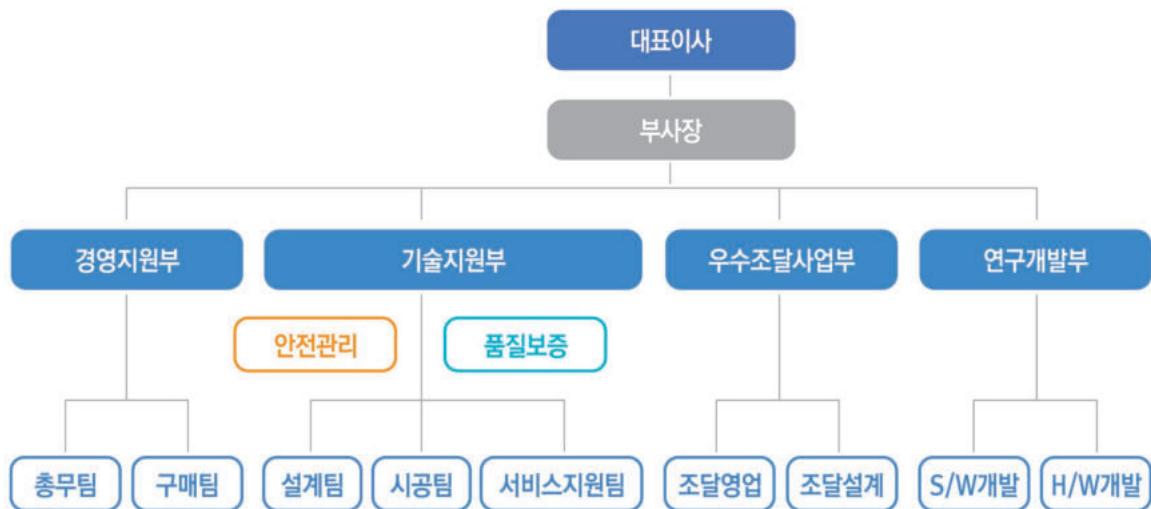 대표이사
부사장
경영지원부
기술지원부
우수조달사업부
연구개발부
안전관리
품질보증
총무팀
구매팀
설계팀
시공팀
서비스지원팀
조달영업
조달설계
S/W개발
H/W개발